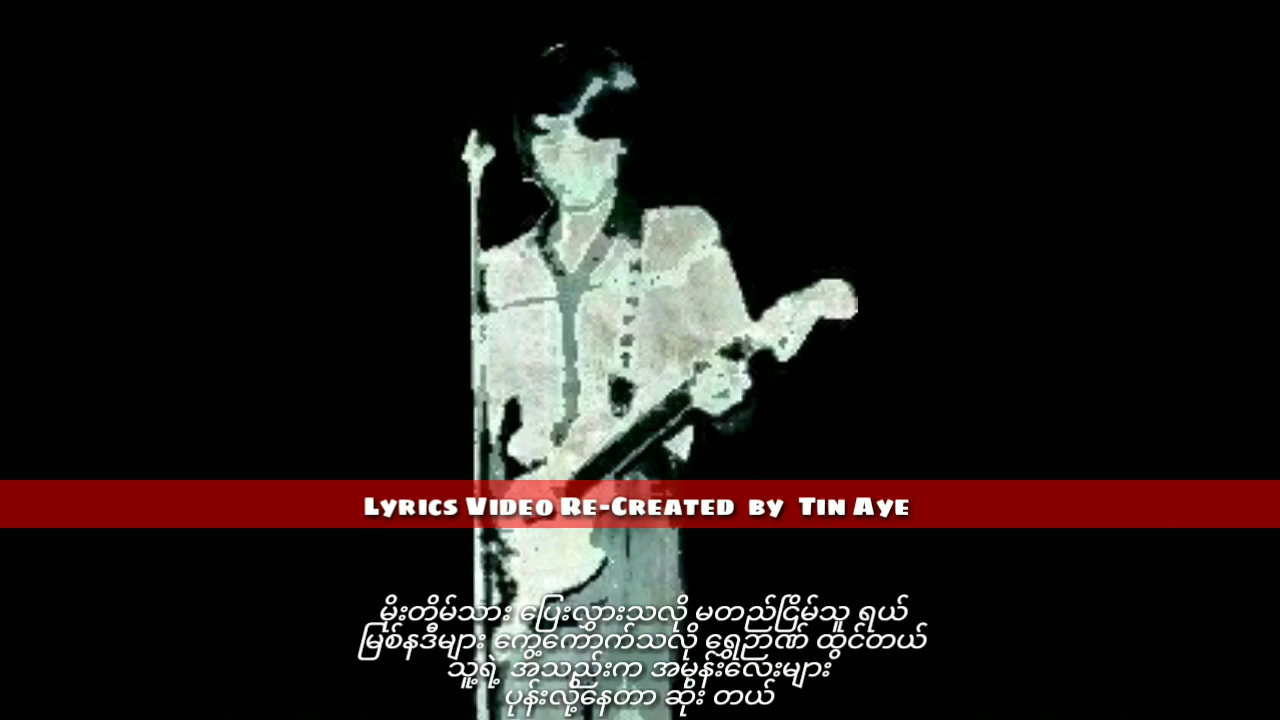 Lyrics Video Re-Created by Tin Aye
မိုးတိမ်သား ပြေးလွှားသလို မတည်ငြိမ်သူ ရယ်
မြစ်နဒီများ ကွေ့ကောက်သလို ရွှေဉာဏ် ထွင်တယ်
သူ့ရဲ့ အသည်းက အမုန်းလေးများ
ပုန်းလို့နေတာ ဆိုး တယ်